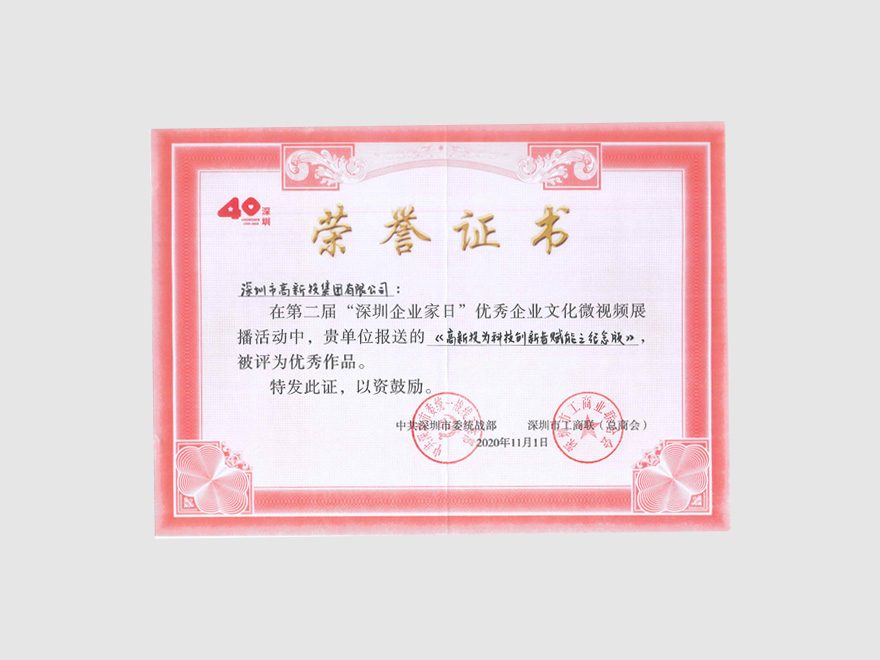 40 深圳
荣誉证书
深圳市高新投集团有限公司：
在第二届“深圳企业家日”优秀企业文化微视频展
播活动中，贵单位报送的《高新投为科技创新者赋能之纪念版》，
被评为优秀作品。
特发此证，以资鼓励。
中共深圳市委统战部 深圳市工商联（总商会）
2020年11月1日